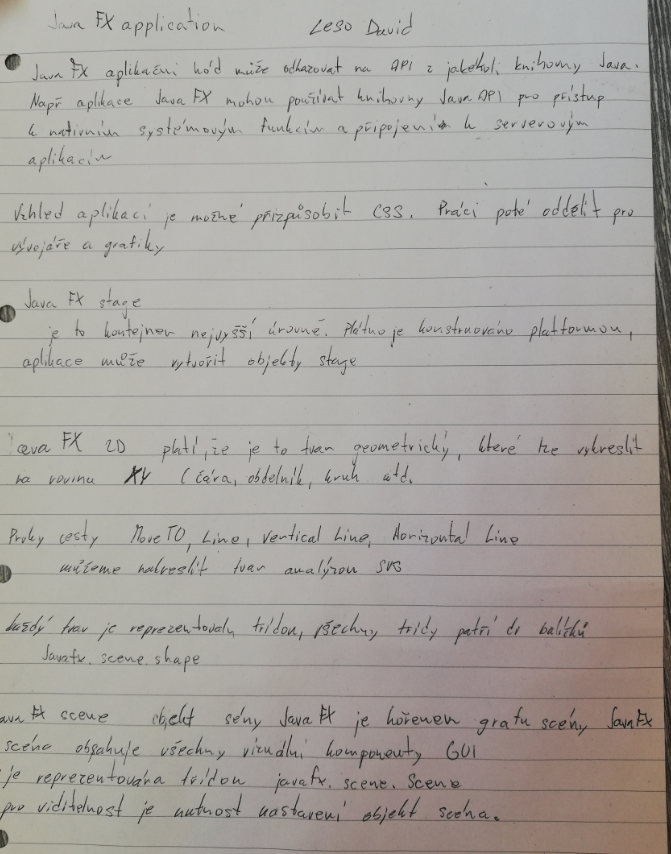 Java FX application Leso David
Java FX aplikační kód může odkazovat na API z jakékoli knihovny Java.
Např aplikace Java FX mohou používat knihovny Java API pro přístup
k nativním systémovým funkcím a připojení k serverovým
aplikacím
Vzhled aplikací je možné přizpůsobit CSS. Práci poté oddělit pro
vývojáře a grafiky
Java FX stage
je to kontejner nejvyšší úrovně. Plátno je konstruováno platformou,
aplikace může vytvořit objekty stage
ava FX 2D platí, že je to tvar geometrický, které lze vykreslit
na rovinu XY (čára, obdelník, kruh atd.
Prvky cesty MoveTO, Line, Vertical Line, Horizontal Line
můžeme nakreslit tvar analýzou SVG
každý tvar je reprezentovaly třídou, všechny třídy patří do balíčků
Javafx.scene.shape
ava FX scene objekt scény Java FX je kořenem grafu scény Java FX
scéna obsahuje všechny vizuální komponenty GUI
je reprezentována třídou javafx.scene.Scene
pro viditelnost je nutnost nastavení objekt scéna.